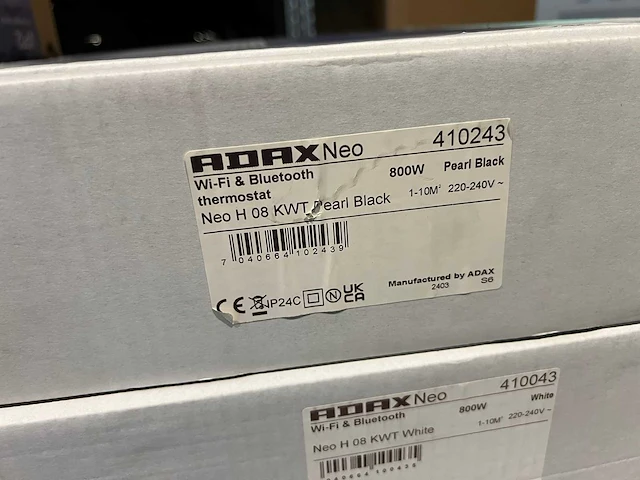 ADAX Neo 410243
Wi-Fi & Bluetooth thermostat 800W Pearl Black
Neo H 08 KWT Pearl Black 1-10M² 220-240V ~
7 040664 102439
Manufactured by ADAX
2403 S6
CE IP24C N UKCA
ADAX Neo 410043
Wi-Fi & Bluetooth 800W White
Neo H 08 KWT White 1-10M² 220-240V ~